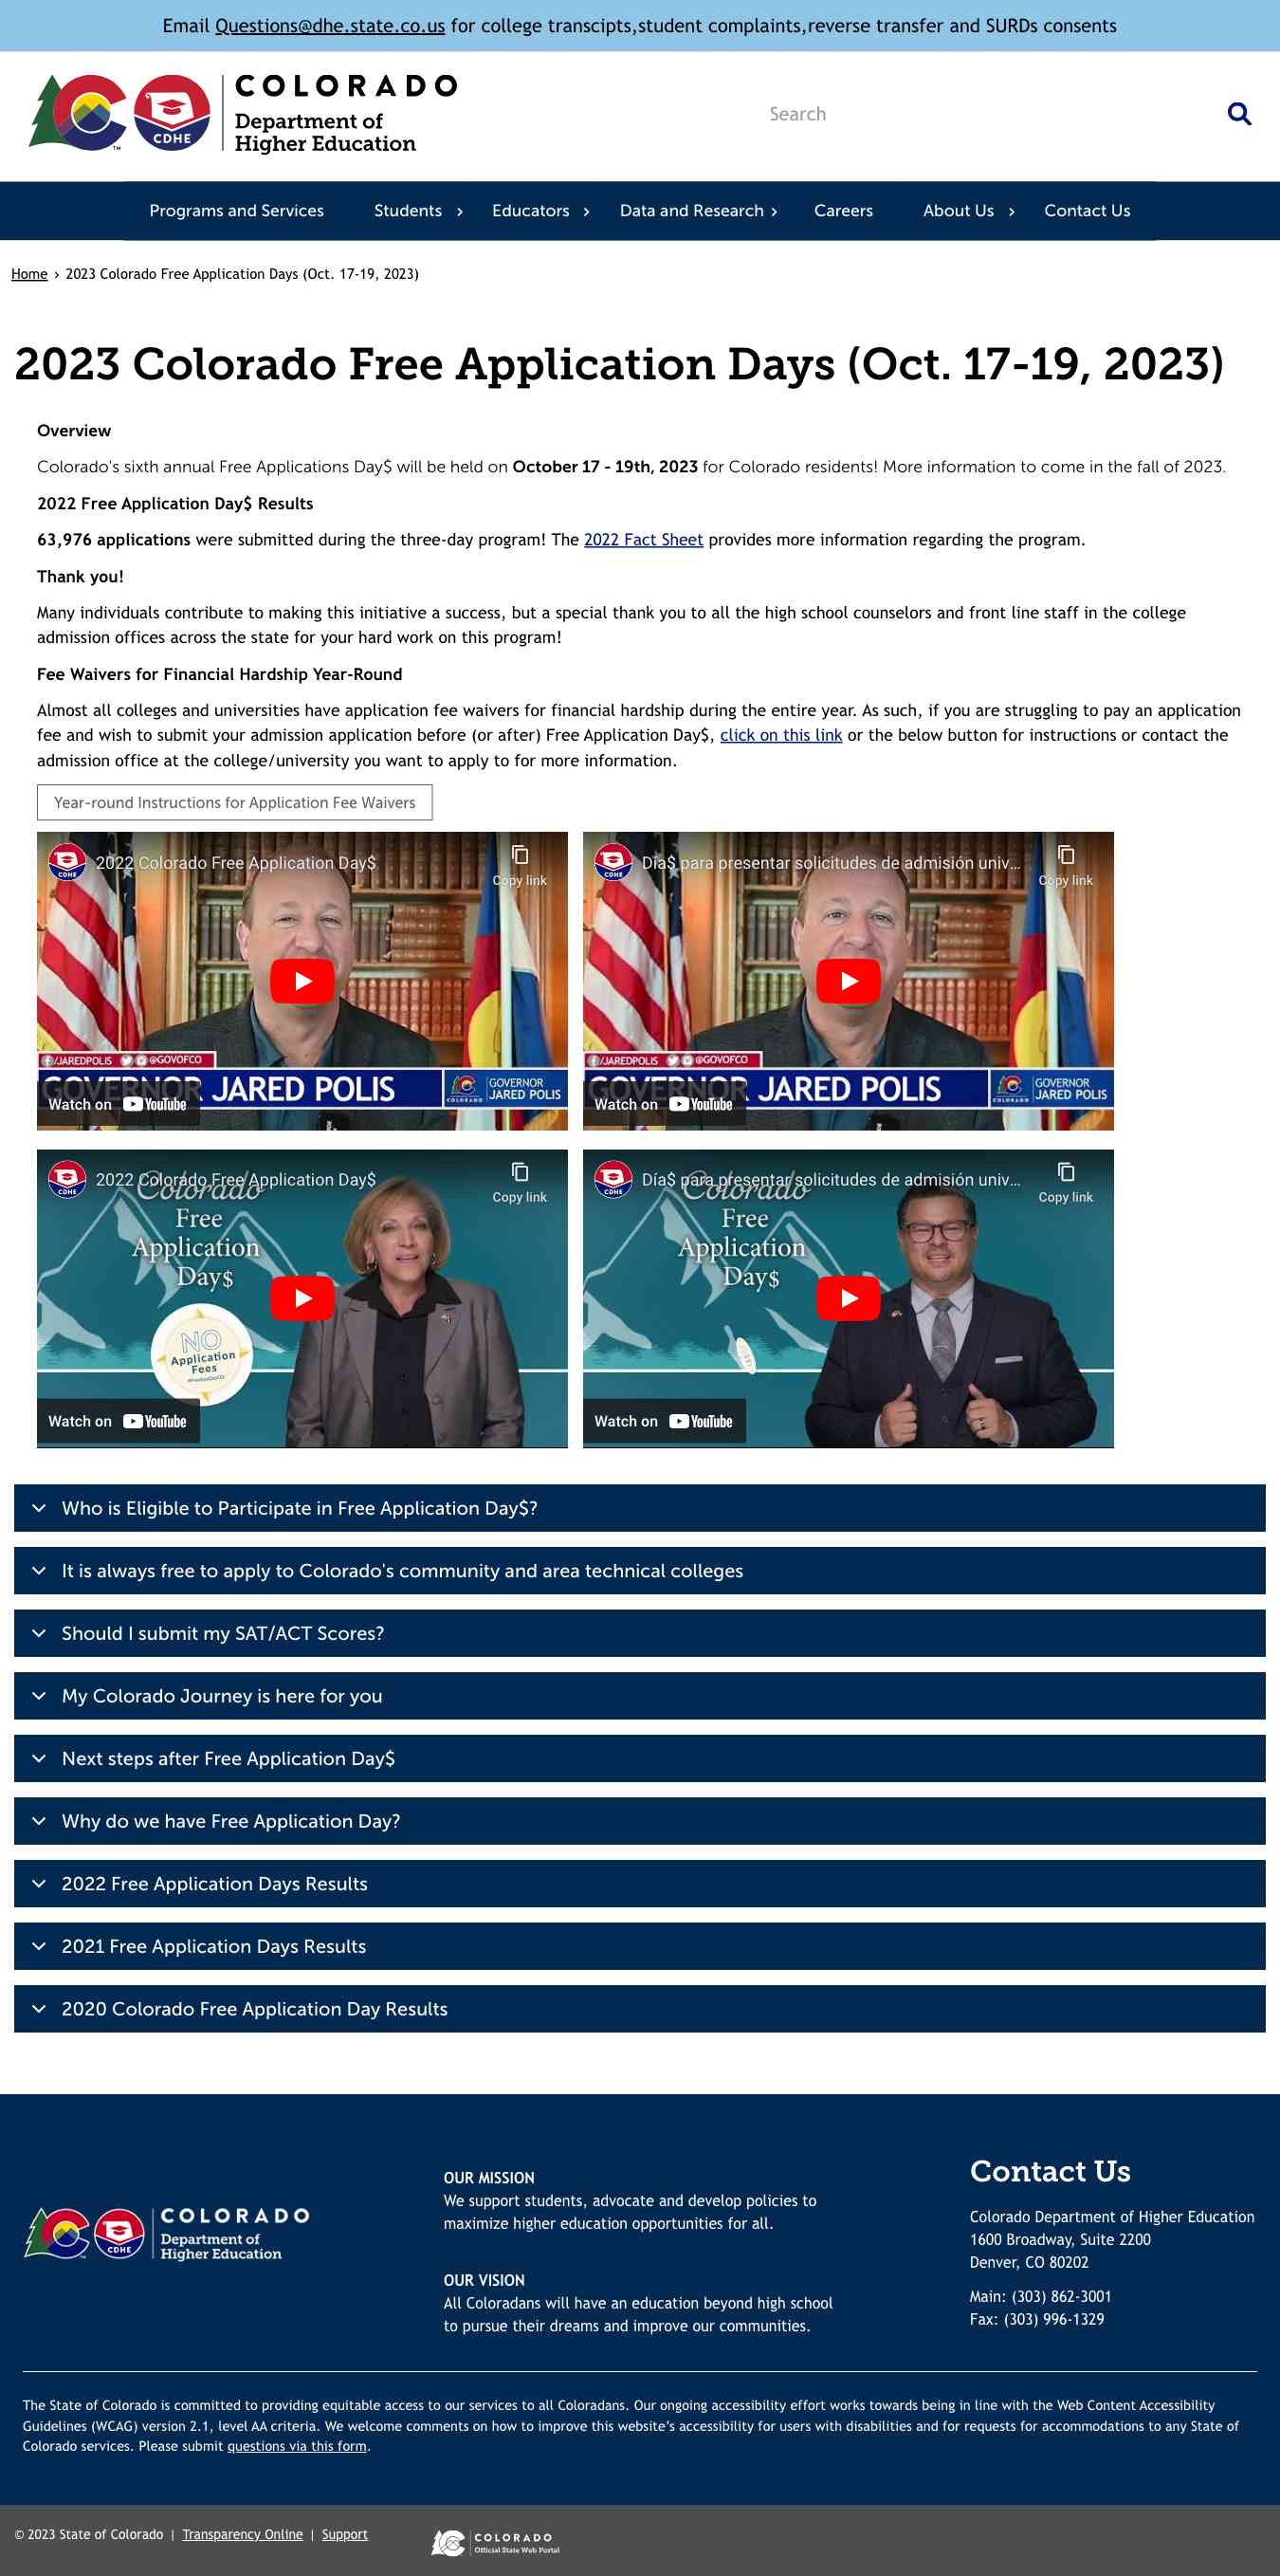 Email Questions@dhe.state.co.us for college transcipts,student complaints,reverse transfer and SURDs consents
CDHE
TM
COLORADO
Department of
Higher Education
Search
Programs and Services
Students
Educators
Data and Research
Careers
About Us
Contact Us
Home › 2023 Colorado Free Application Days (Oct. 17-19, 2023)
2023 Colorado Free Application Days (Oct. 17-19, 2023)
Overview
Colorado's sixth annual Free Applications Day$ will be held on October 17 - 19th, 2023 for Colorado residents! More information to come in the fall of 2023.
2022 Free Application Day$ Results
63,976 applications were submitted during the three-day program! The 2022 Fact Sheet provides more information regarding the program.
Thank you!
Many individuals contribute to making this initiative a success, but a special thank you to all the high school counselors and front line staff in the college
admission offices across the state for your hard work on this program!
Fee Waivers for Financial Hardship Year-Round
Almost all colleges and universities have application fee waivers for financial hardship during the entire year. As such, if you are struggling to pay an application
fee and wish to submit your admission application before (or after) Free Application Day$, click on this link or the below button for instructions or contact the
admission office at the college/university you want to apply to for more information.
Year-round Instructions for Application Fee Waivers
CDHE
2022 Colorado Free Application Day$
Copy link
/JAREDPOLIS @GOVOFCO
GOVERNOR JARED POLIS
COLORADO
GOVERNOR
JARED POLIS
Watch on YouTube
CDHE
Día$ para presentar solicitudes de admisión univ...
Copy link
/JAREDPOLIS @GOVOFCO
GOVERNOR JARED POLIS
COLORADO
GOVERNOR
JARED POLIS
Watch on YouTube
CDHE
2022 Colorado Free Application Day$
Copy link
Colorado
Free
Application
Day$
NO
Application
Fees
Watch on YouTube
CDHE
Día$ para presentar solicitudes de admisión univ...
Copy link
Colorado
Free
Application
Day$
Watch on YouTube
Who is Eligible to Participate in Free Application Day$?
It is always free to apply to Colorado's community and area technical colleges
Should I submit my SAT/ACT Scores?
My Colorado Journey is here for you
Next steps after Free Application Day$
Why do we have Free Application Day?
2022 Free Application Days Results
2021 Free Application Days Results
2020 Colorado Free Application Day Results
CDHE
COLORADO
Department of
Higher Education
OUR MISSION
We support students, advocate and develop policies to
maximize higher education opportunities for all.
OUR VISION
All Coloradans will have an education beyond high school
to pursue their dreams and improve our communities.
Contact Us
Colorado Department of Higher Education
1600 Broadway, Suite 2200
Denver, CO 80202
Main: (303) 862-3001
Fax: (303) 996-1329
The State of Colorado is committed to providing equitable access to our services to all Coloradans. Our ongoing accessibility effort works towards being in line with the Web Content Accessibility
Guidelines (WCAG) version 2.1, level AA criteria. We welcome comments on how to improve this website's accessibility for users with disabilities and for requests for accommodations to any State of
Colorado services. Please submit questions via this form.
© 2023 State of Colorado | Transparency Online | Support
COLORADO
Official State Web Portal